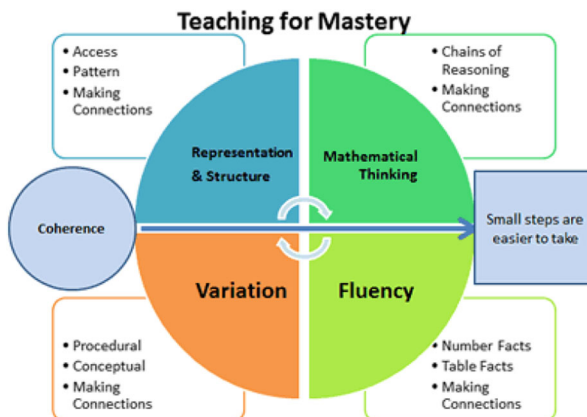 Teaching for Mastery
• Access
• Pattern
• Making
Connections
• Chains of
Reasoning
• Making
Connections
Representation
& Structure
Mathematical
Thinking
Coherence
Small steps are
easier to take
Variation
Fluency
• Procedural
• Conceptual
• Making
Connections
• Number Facts
• Table Facts
• Making
Connections